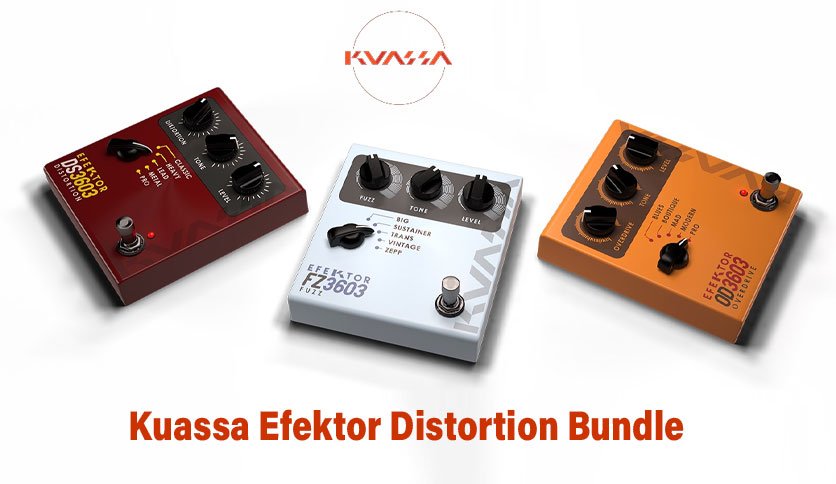 KUASSA
DISTORTION
TONE
LEVEL
CLASSIC
HEAVY
LEAD
METAL
PRO
EFEKTOR
DS3603
DISTORTION
FUZZ
TONE
LEVEL
BIG
SUSTAINER
TRANS
VINTAGE
ZEPP
EFEKTOR
FZ3603
FUZZ
KUASSA
OVERDRIVE
TONE
LEVEL
BLUES
BOUTIQUE
MAD
MODERN
PRO
EFEKTOR
OD3603
OVERDRIVE
Kuassa Efektor Distortion Bundle